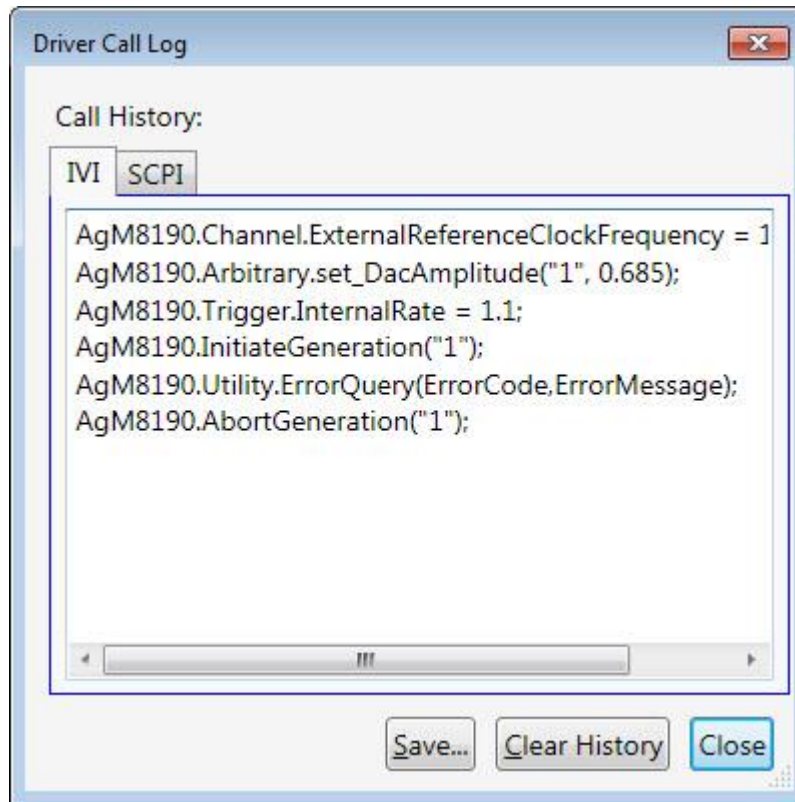 Driver Call Log
Call History:
IVI SCPI
AgM8190.Channel.ExternalReferenceClockFrequency = 1
AgM8190.Arbitrary.set_DacAmplitude("1", 0.685);
AgM8190.Trigger.InternalRate = 1.1;
AgM8190.InitiateGeneration("1");
AgM8190.Utility.ErrorQuery(ErrorCode,ErrorMessage);
AgM8190.AbortGeneration("1");
Save... Clear History Close